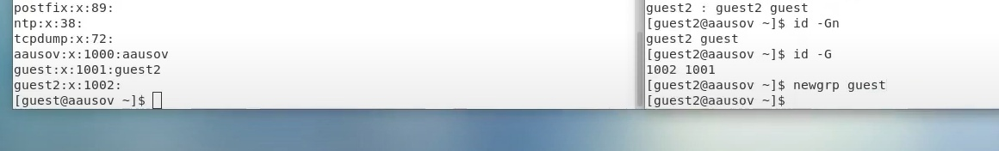 postfix:x:89:
ntp:x:38:
tcpdump:x:72:
aausov:x:1000:aausov
guest:x:1001:guest2
guest2:x:1002:
[guest@aausov ~]$
guest2 : guest2 guest
[guest2@aausov ~]$ id -Gn
guest2 guest
[guest2@aausov ~]$ id -G
1002 1001
[guest2@aausov ~]$ newgrp guest
[guest2@aausov ~]$